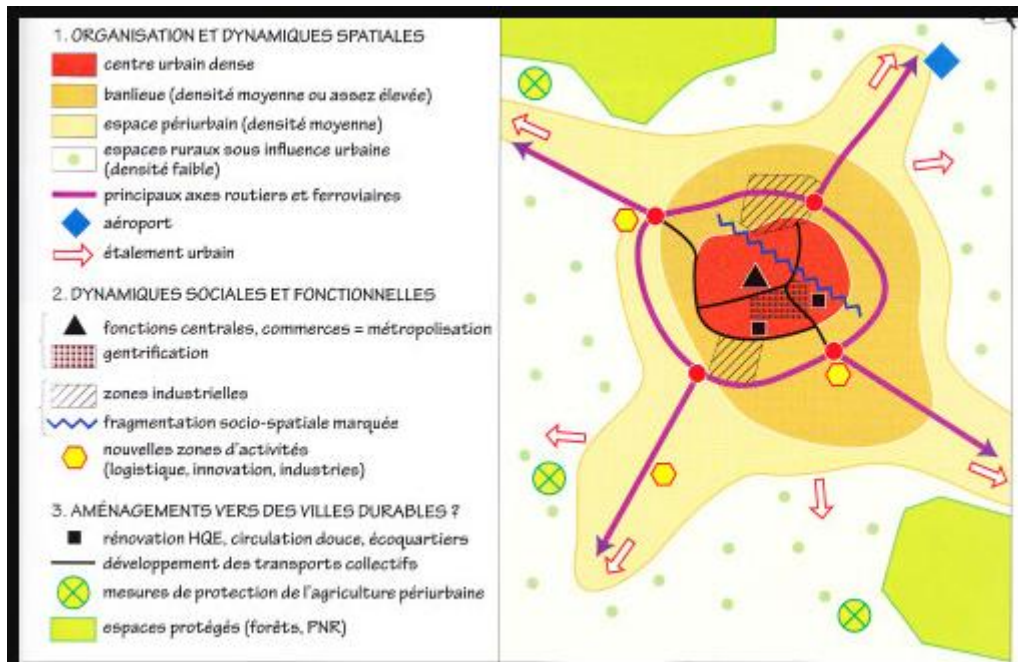 1. ORGANISATION ET DYNAMIQUES SPATIALES
centre urbain dense
banlieue (densité moyenne ou assez élevée)
espace périurbain (densité moyenne)
espaces ruraux sous influence urbaine
(densité faible)
principaux axes routiers et ferroviaires
aéroport
étalement urbain
2. DYNAMIQUES SOCIALES ET FONCTIONNELLES
fonctions centrales, commerces = métropolisation
gentrification
zones industrielles
fragmentation socio-spatiale marquée
nouvelles zones d'activités
(logistique, innovation, industries)
3. AMÉNAGEMENTS VERS DES VILLES DURABLES ?
rénovation HQE, circulation douce, écoquartiers
développement des transports collectifs
mesures de protection de l'agriculture périurbaine
espaces protégés (forêts, PNR)